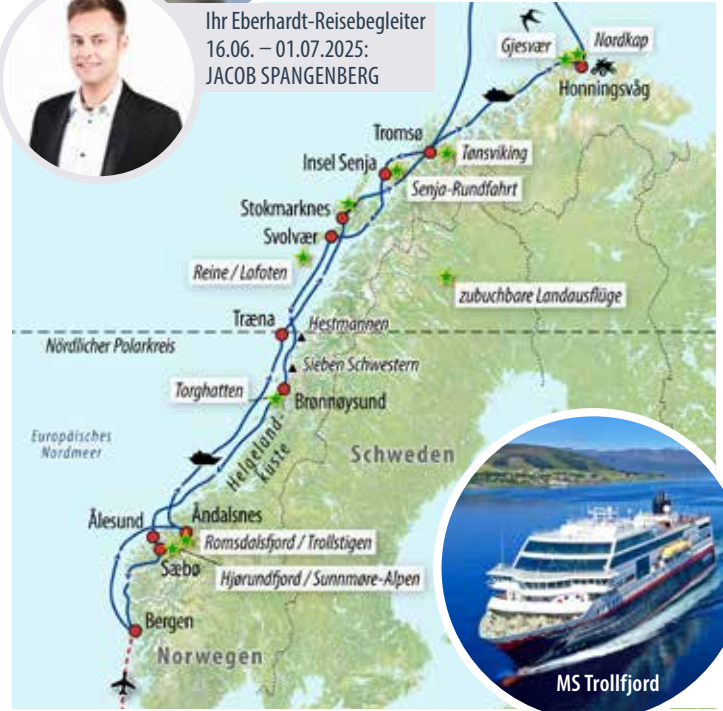 Ihr Eberhardt-Reisebegleiter
16.06. – 01.07.2025:
JACOB SPANGENBERG
Gjesvær
Nordkap
Honningsvåg
Tromsø
Tønsviking
Insel Senja
Senja-Rundfahrt
Stokmarknes
Svolvær
Reine / Lofoten
zubuchbare Landausflüge
Træna
Hestmannen
Nördlicher Polarkreis
Sieben Schwestern
Torghatten
Brønnøysund
Europäisches
Nordmeer
Helgeland-
küste
Schweden
Ålesund
Åndalsnes
Romsdalsfjord / Trollstigen
Sæbø
Hjørundfjord / Sunnmøre-Alpen
Bergen
Norwegen
MS Trollfjord